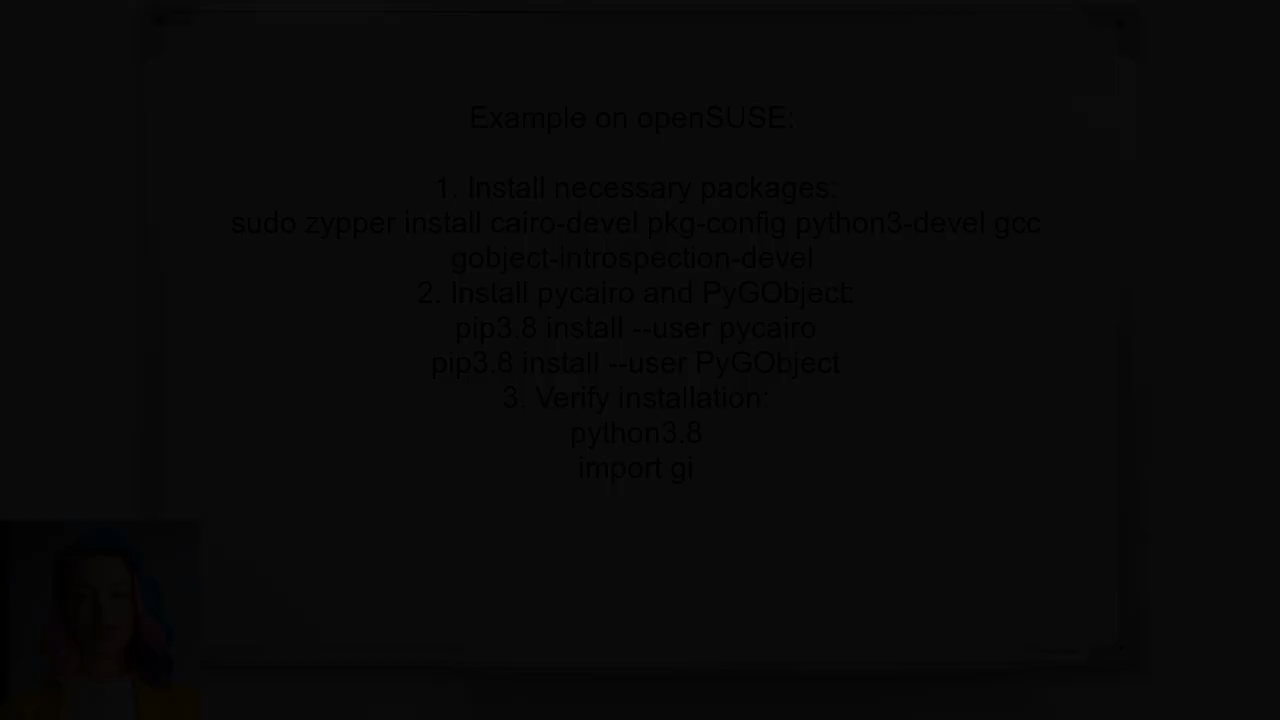 Example on openSUSE:
1. Install necessary packages:
sudo zypper install cairo-devel pkg-config python3-devel gcc
gobject-introspection-devel
2. Install pycairo and PyGObject:
pip3.8 install --user pycairo
pip3.8 install --user PyGObject
3. Verify installation:
python3.8
import gi